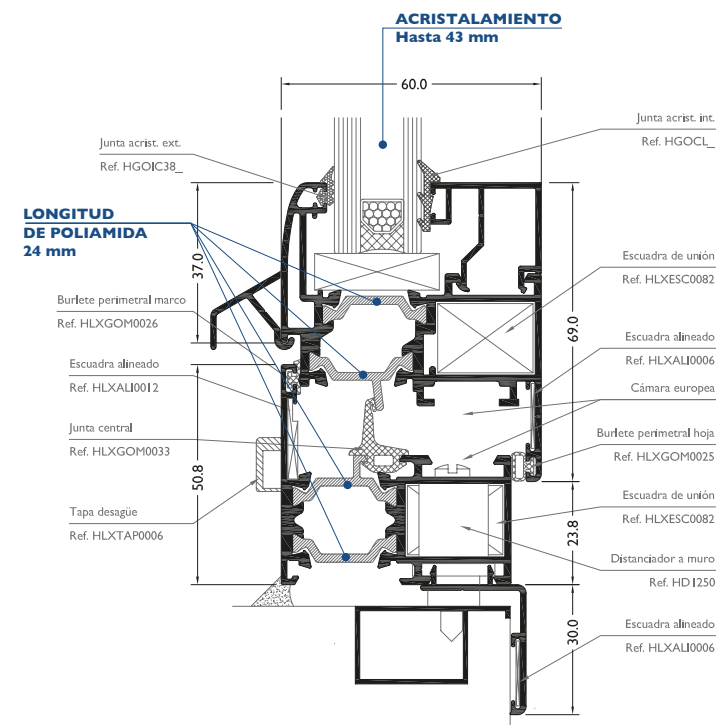 ACRISTALAMIENTO
Hasta 43 mm
60.0
Junta acrist. ext.
Ref. HGOIC38_
Junta acrist. int.
Ref. HGOCL_
LONGITUD
DE POLIAMIDA
24 mm
37.0
Burlete perimetral marco
Ref. HLXGOM0026
Escuadra alineado
Ref. HLXALI0012
Junta central
Ref. HLXGOM0033
50.8
Tapa desagüe
Ref. HLXTAP0006
Escuadra de unión
Ref. HLXESC0082
69.0
Escuadra alineado
Ref. HLXALI0006
Cámara europea
Burlete perimetral hoja
Ref. HLXGOM0025
Escuadra de unión
Ref. HLXESC0082
23.8
Distanciador a muro
Ref. HD1250
30.0
Escuadra alineado
Ref. HLXALI0006